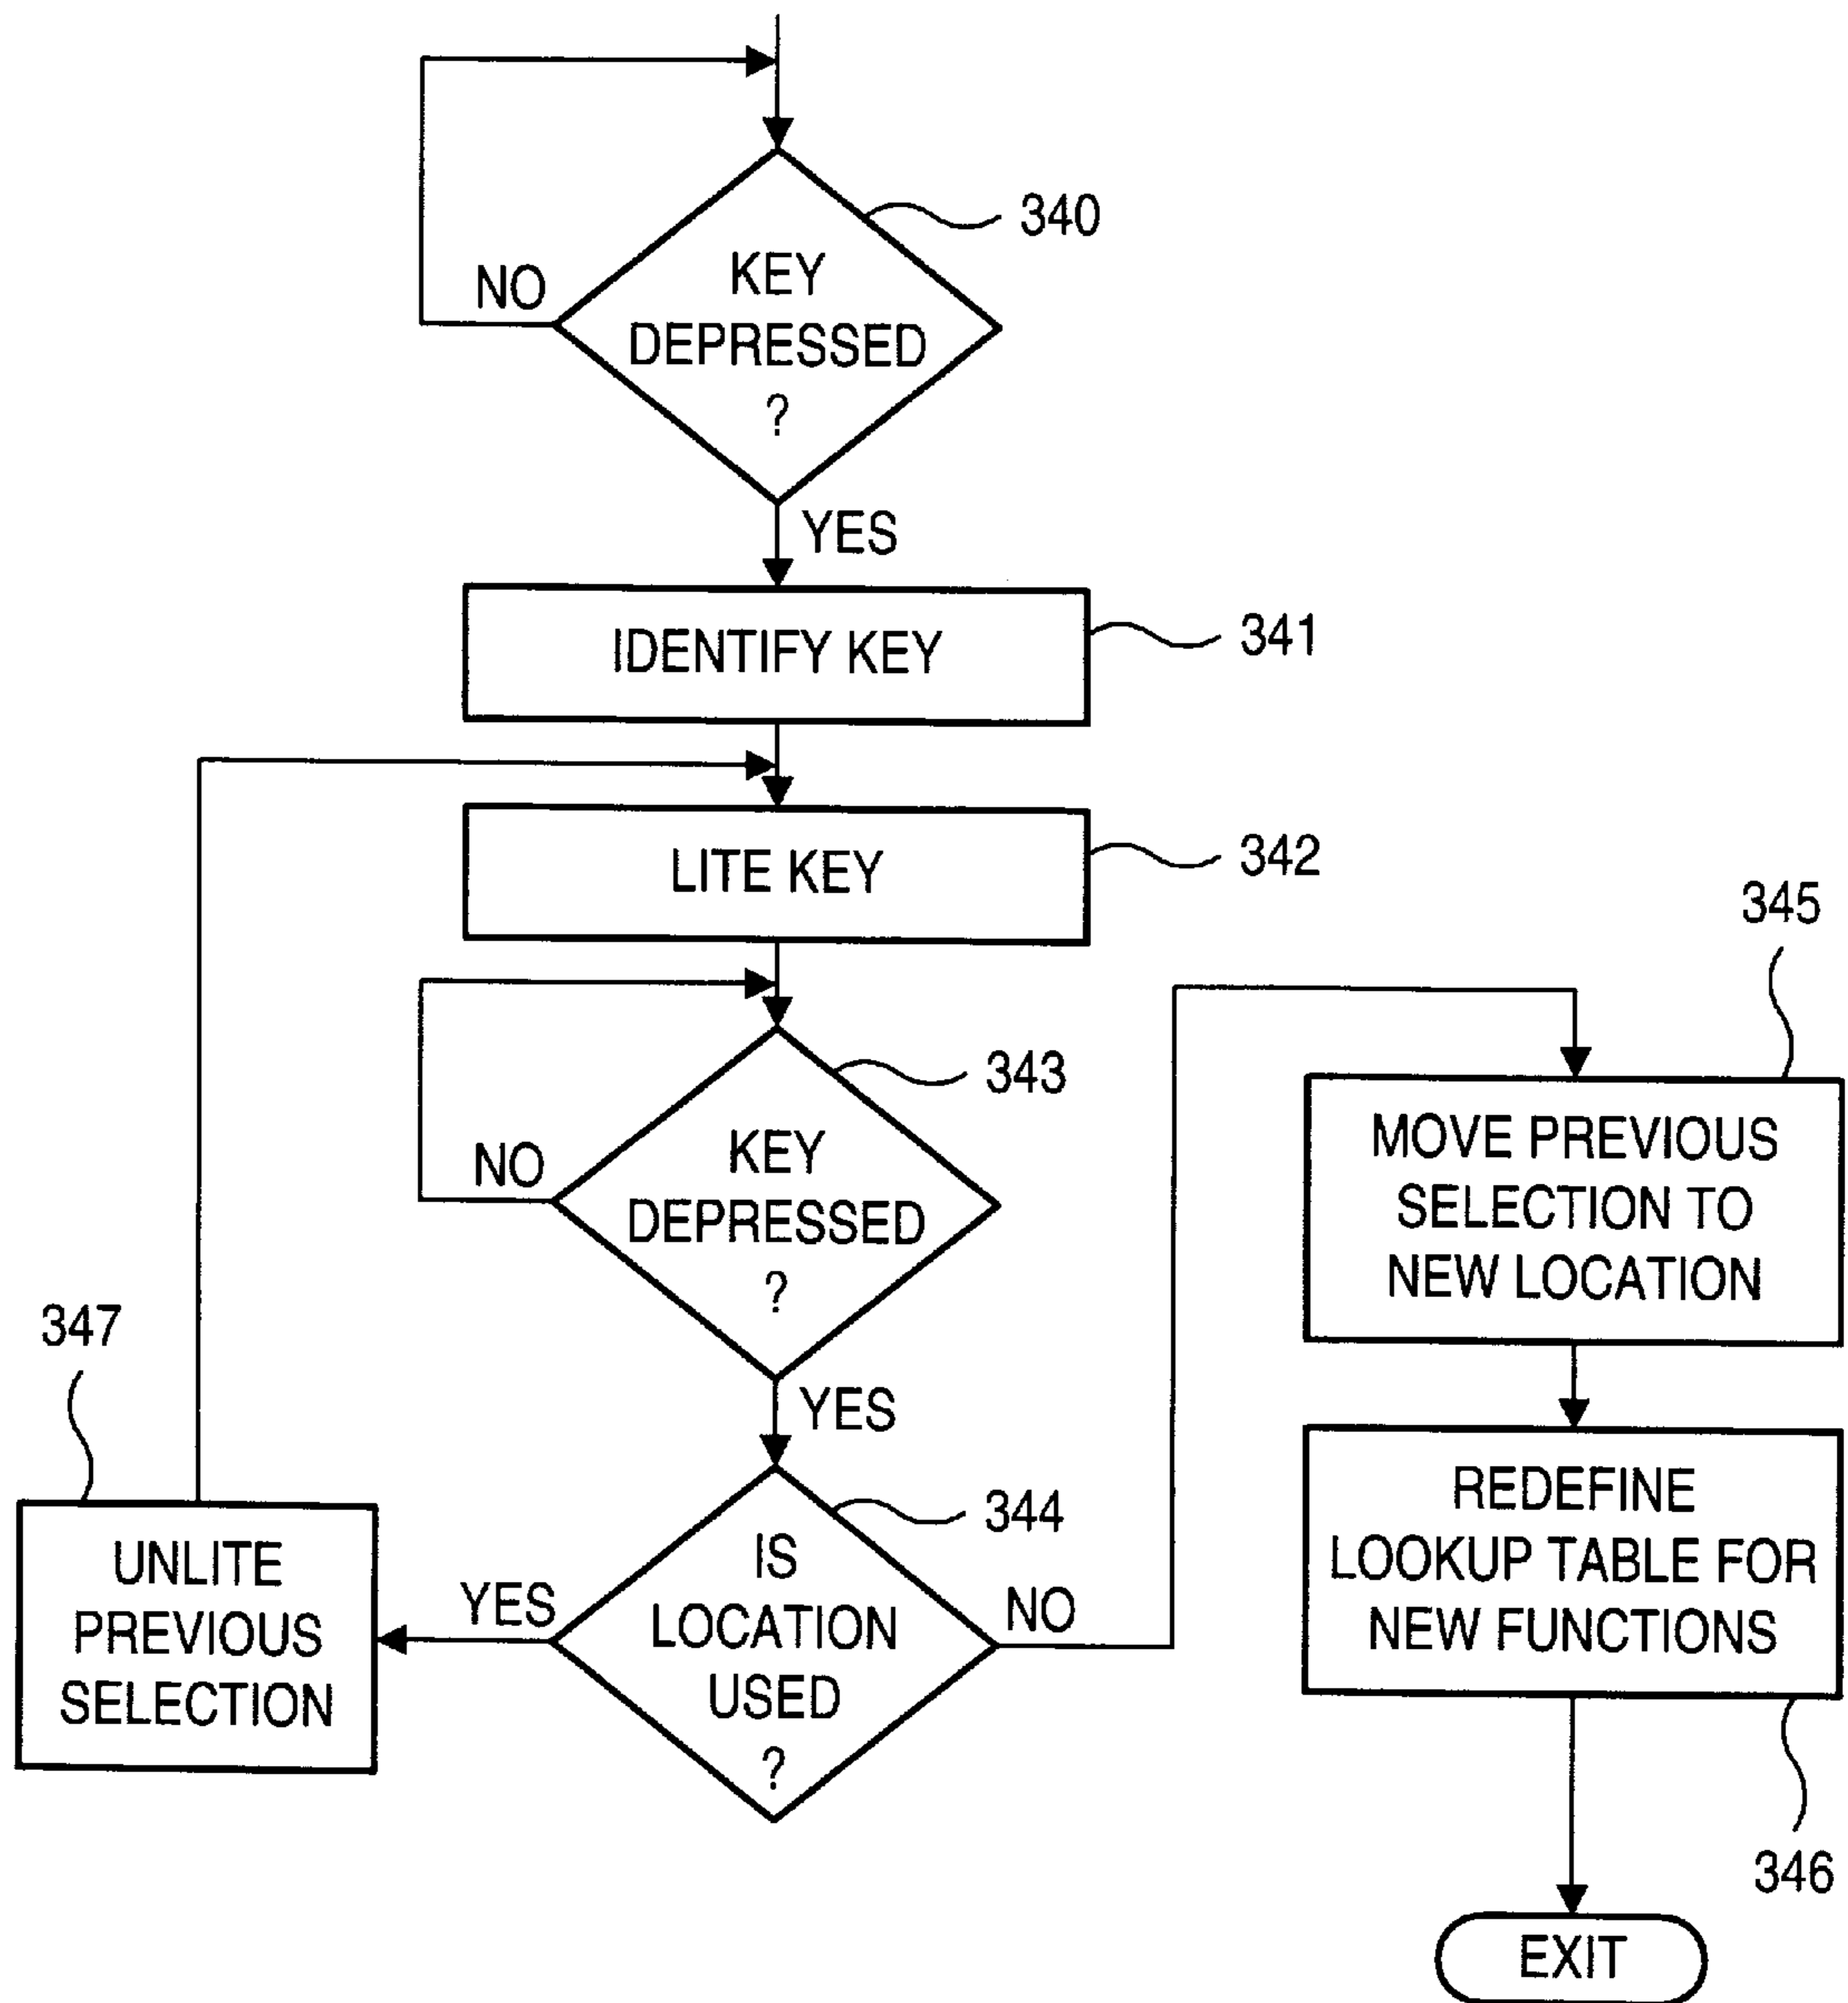 340
KEY
DEPRESSED
?
NO
YES
IDENTIFY KEY
341
LITE KEY
342
343
KEY
DEPRESSED
?
NO
YES
344
IS
LOCATION
USED
?
YES
NO
347
UNLITE
PREVIOUS
SELECTION
345
MOVE PREVIOUS
SELECTION TO
NEW LOCATION
REDEFINE
LOOKUP TABLE FOR
NEW FUNCTIONS
346
EXIT